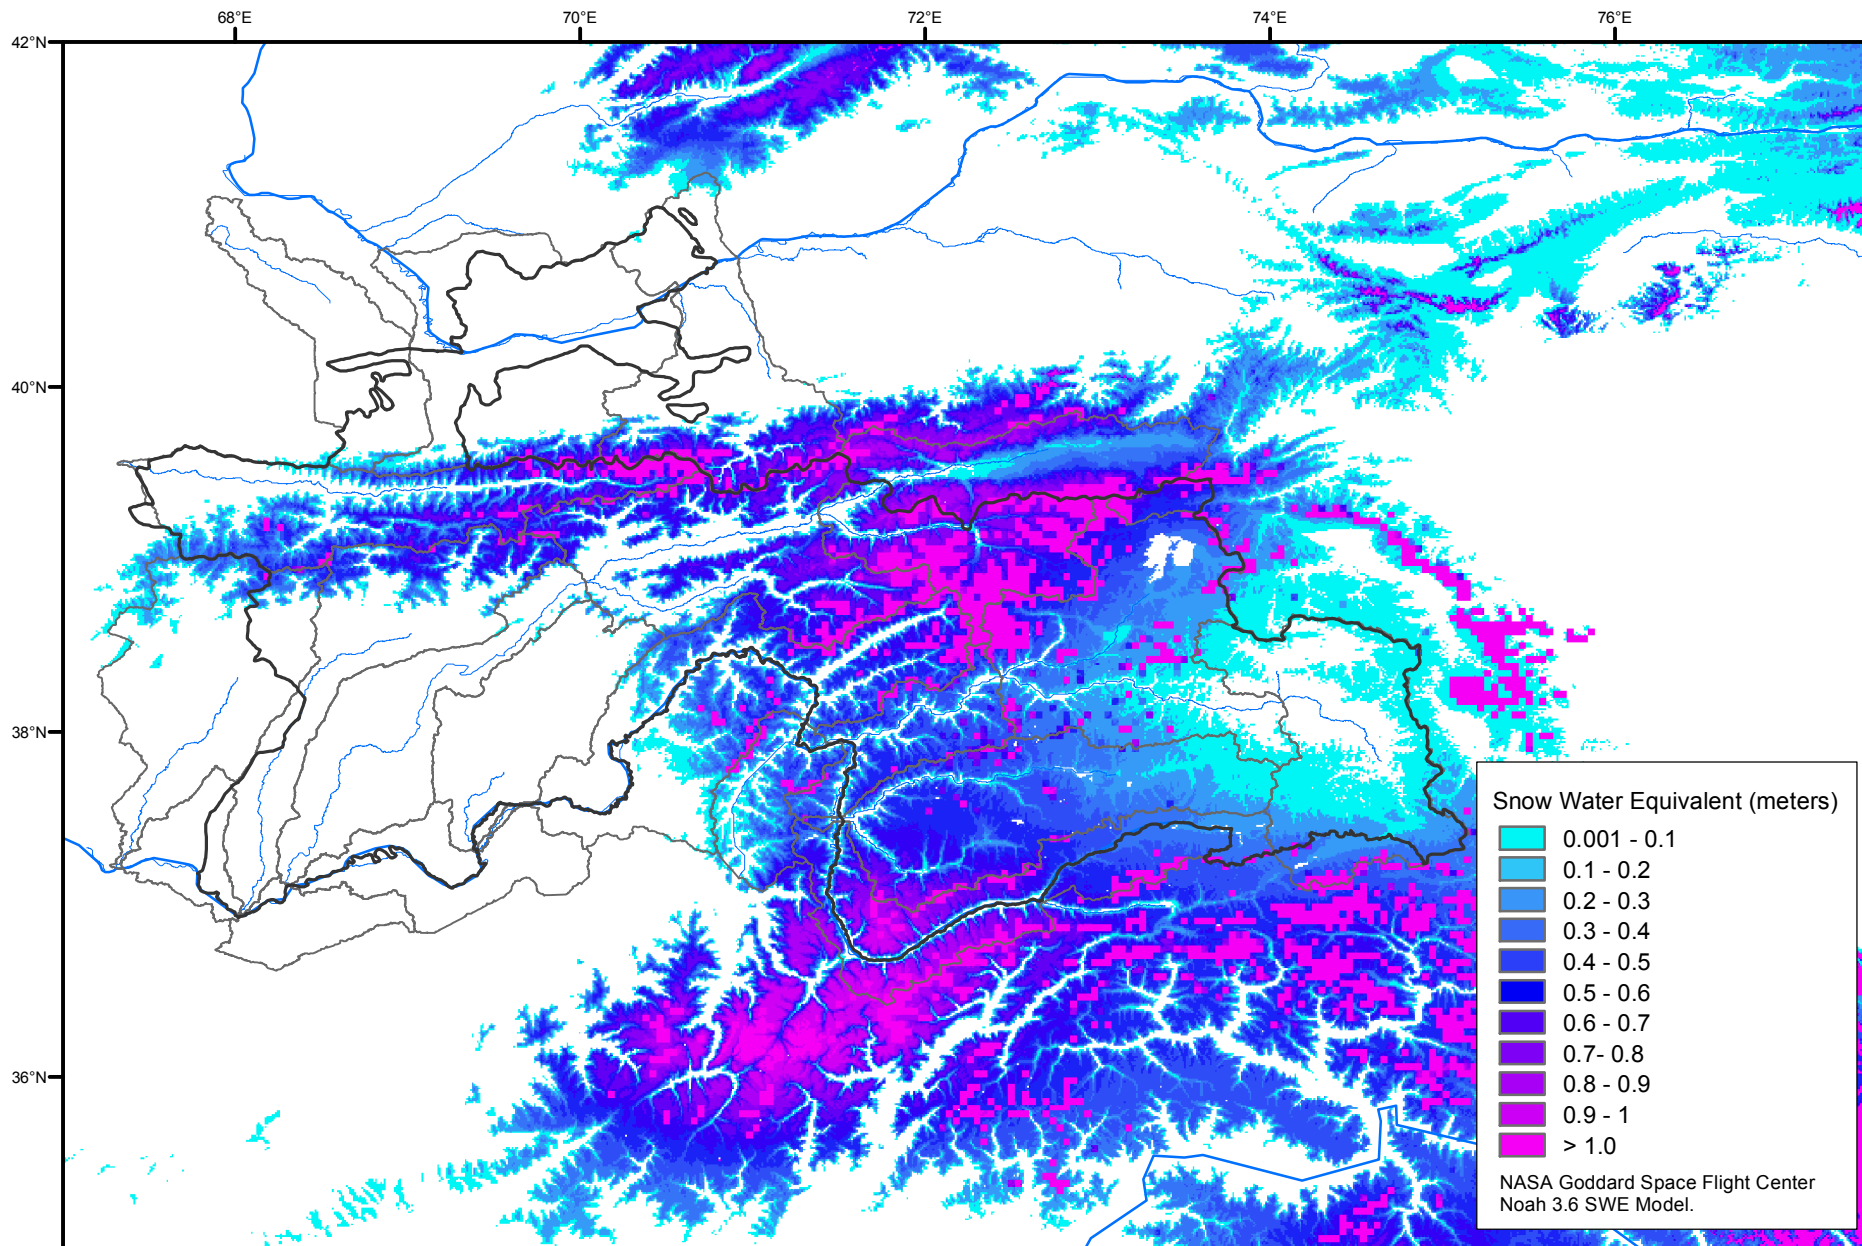 68°E
70°E
72°E
74°E
76°E
42°N
40°N
38°N
36°N
Snow Water Equivalent (meters)
0.001 - 0.1
0.1 - 0.2
0.2 - 0.3
0.3 - 0.4
0.4 - 0.5
0.5 - 0.6
0.6 - 0.7
0.7- 0.8
0.8 - 0.9
0.9 - 1
> 1.0
NASA Goddard Space Flight Center
Noah 3.6 SWE Model.